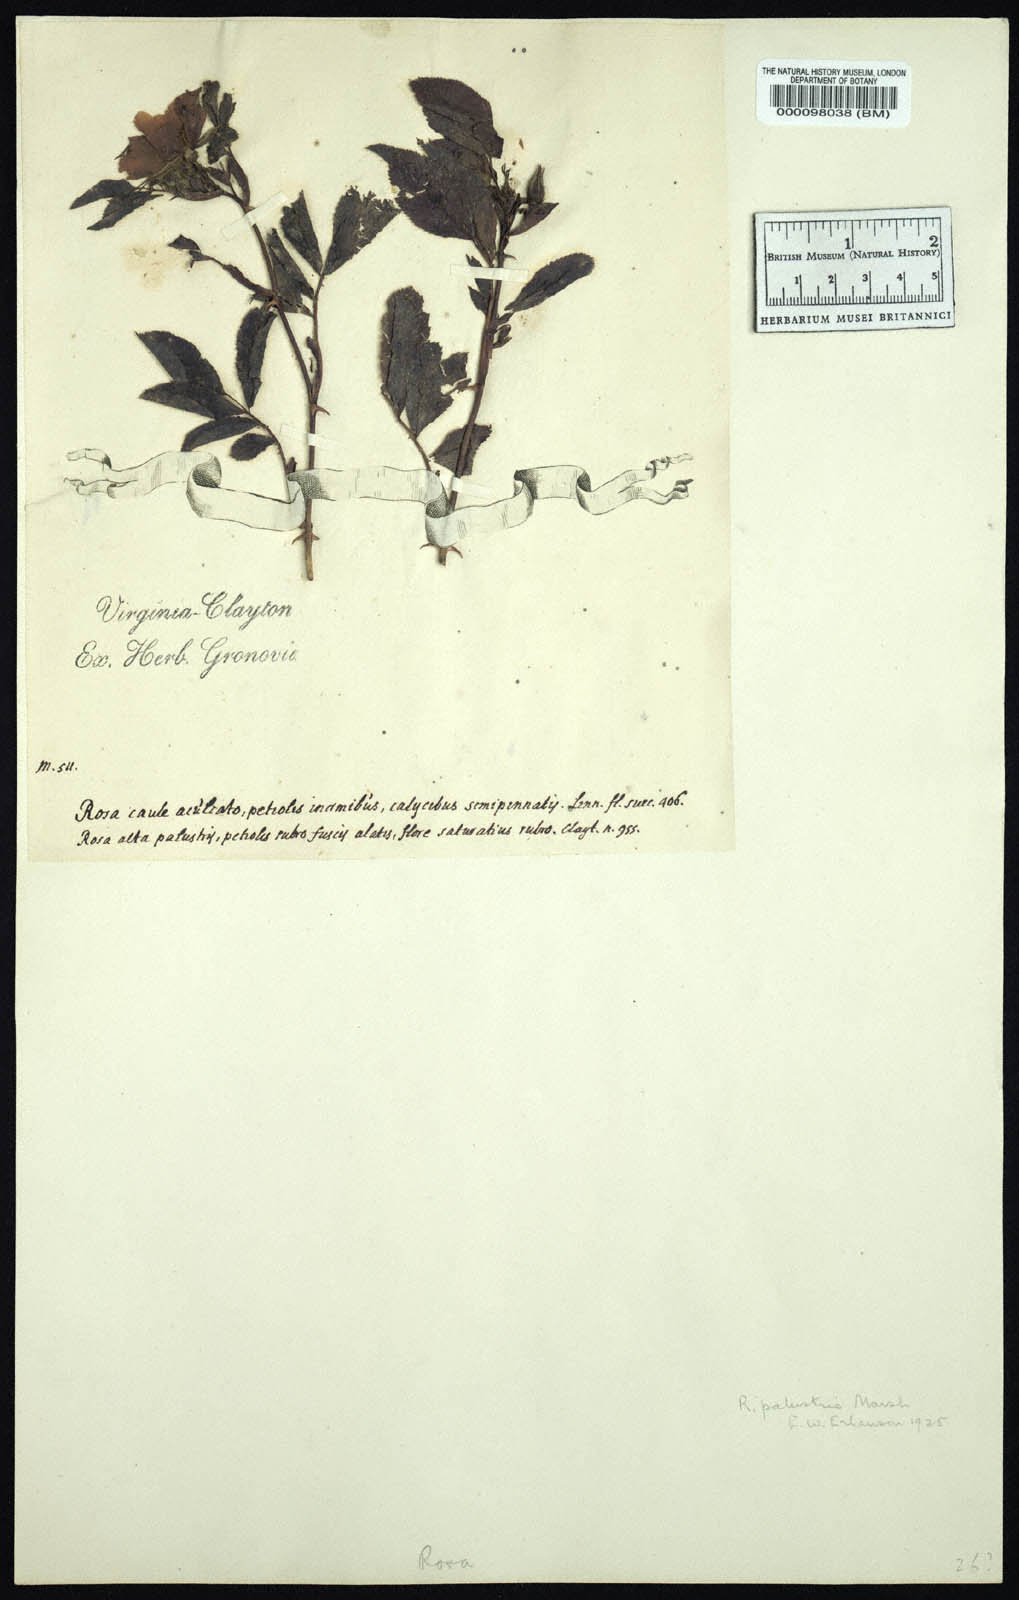 THE NATURAL HISTORY MUSEUM, LONDON
DEPARTMENT OF BOTANY
000098038 (BM)
1 2
BRITISH MUSEUM (NATURAL HISTORY)
1 2 3 4 5
HERBARIUM MUSEI BRITANNICI
Virginia-Clayton
Ex. Herb. Gronovio
m. 511.
Rosa caule aculeato, petiolis inermibus, calycibus semipinnatis. Linn. fl. suec. 406.
Rosa alta palustris, petiolis rubro fuscis alatis, flore saturatius rubro. Clayt. n. 955.
R. palustris Marsh
E. W. Erlanson 1925
Rosa
26?